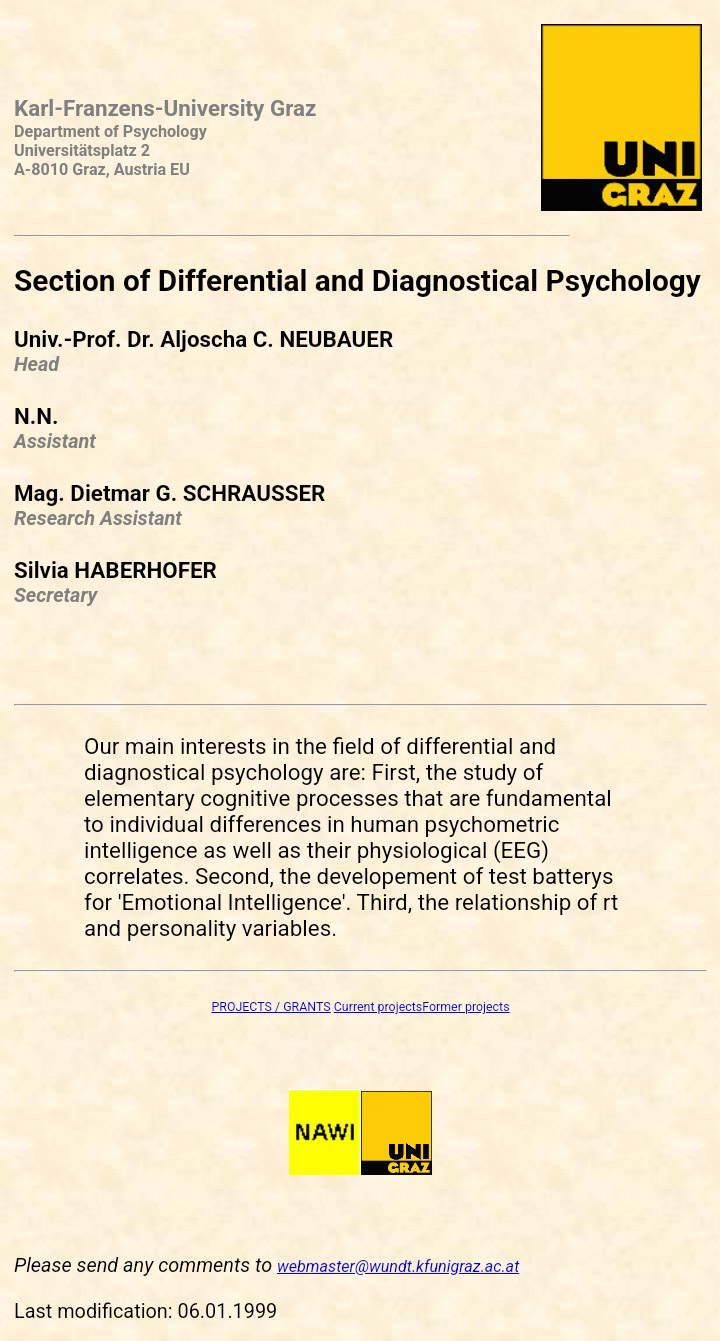 Karl-Franzens-University Graz
Department of Psychology
Universitätsplatz 2
A-8010 Graz, Austria EU
UNI
GRAZ
Section of Differential and Diagnostical Psychology
Univ.-Prof. Dr. Aljoscha C. NEUBAUER
Head
N.N.
Assistant
Mag. Dietmar G. SCHRAUSSER
Research Assistant
Silvia HABERHOFER
Secretary
Our main interests in the field of differential and
diagnostical psychology are: First, the study of
elementary cognitive processes that are fundamental
to individual differences in human psychometric
intelligence as well as their physiological (EEG)
correlates. Second, the developement of test batterys
for 'Emotional Intelligence'. Third, the relationship of rt
and personality variables.
PROJECTS / GRANTS Current projectsFormer projects
NAWI
UNI
GRAZ
Please send any comments to webmaster@wundt.kfunigraz.ac.at
Last modification: 06.01.1999